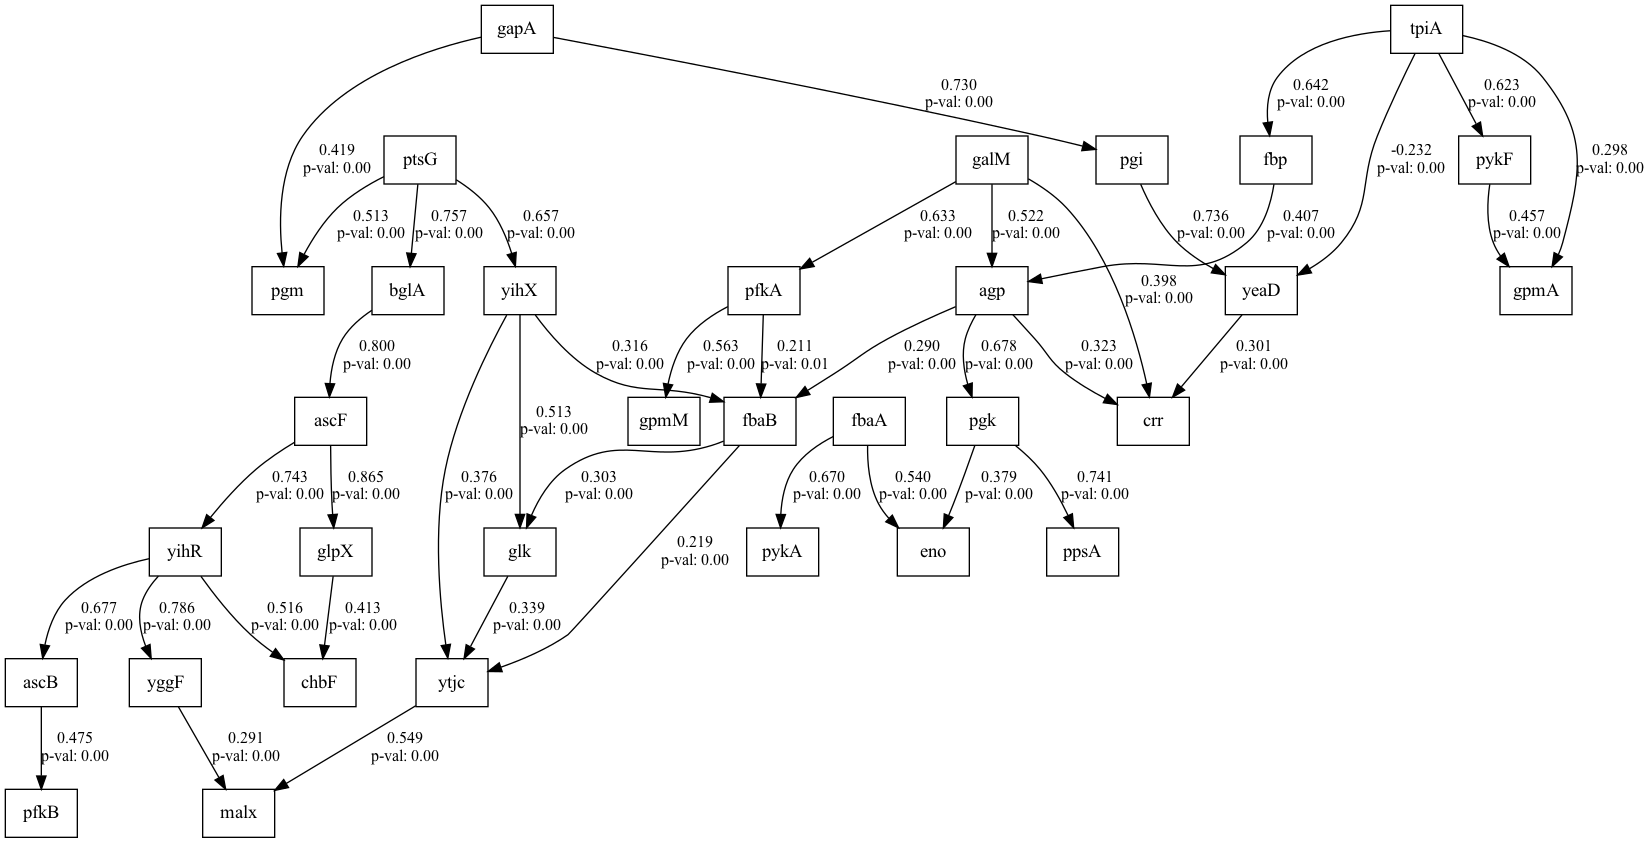 gapA
tpiA
0.730
p-val: 0.00
0.642
p-val: 0.00
0.623
p-val: 0.00
0.419
p-val: 0.00
ptsG
galM
pgi
fbp
-0.232
p-val: 0.00
pykF
0.298
p-val: 0.00
0.513
p-val: 0.00
0.757
p-val: 0.00
0.657
p-val: 0.00
0.633
p-val: 0.00
0.522
p-val: 0.00
0.736
p-val: 0.00
0.407
p-val: 0.00
0.457
p-val: 0.00
pgm
bglA
yihX
pfkA
agp
0.398
p-val: 0.00
yeaD
gpmA
0.800
p-val: 0.00
0.316
p-val: 0.00
0.563
p-val: 0.00
0.211
p-val: 0.01
0.290
p-val: 0.00
0.678
p-val: 0.00
0.323
p-val: 0.00
0.301
p-val: 0.00
ascF
0.513
p-val: 0.00
gpmM
fbaB
fbaA
pgk
crr
0.743
p-val: 0.00
0.865
p-val: 0.00
0.376
p-val: 0.00
0.303
p-val: 0.00
0.670
p-val: 0.00
0.540
p-val: 0.00
0.379
p-val: 0.00
0.741
p-val: 0.00
yihR
glpX
glk
0.219
p-val: 0.00
pykA
eno
ppsA
0.677
p-val: 0.00
0.786
p-val: 0.00
0.516
p-val: 0.00
0.413
p-val: 0.00
0.339
p-val: 0.00
ascB
yggF
chbF
ytjc
0.475
p-val: 0.00
0.291
p-val: 0.00
0.549
p-val: 0.00
pfkB
malx